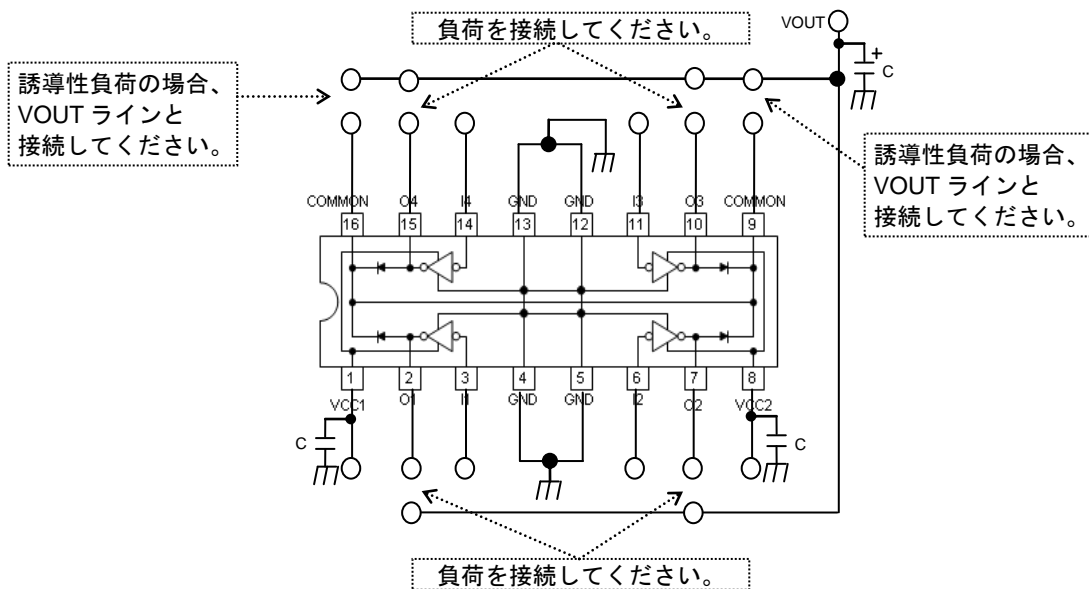 負荷を接続してください。
VOUT
+
C
誘導性負荷の場合、
VOUT ラインと
接続してください。
誘導性負荷の場合、
VOUT ラインと
接続してください。
COMMON O4 I4 GND GND I3 O3 COMMON
16 15 14 13 12 11 10 9
1 2 3 4 5 6 7 8
VCC1 O1 I1 GND GND I2 O2 VCC2
C
C
負荷を接続してください。